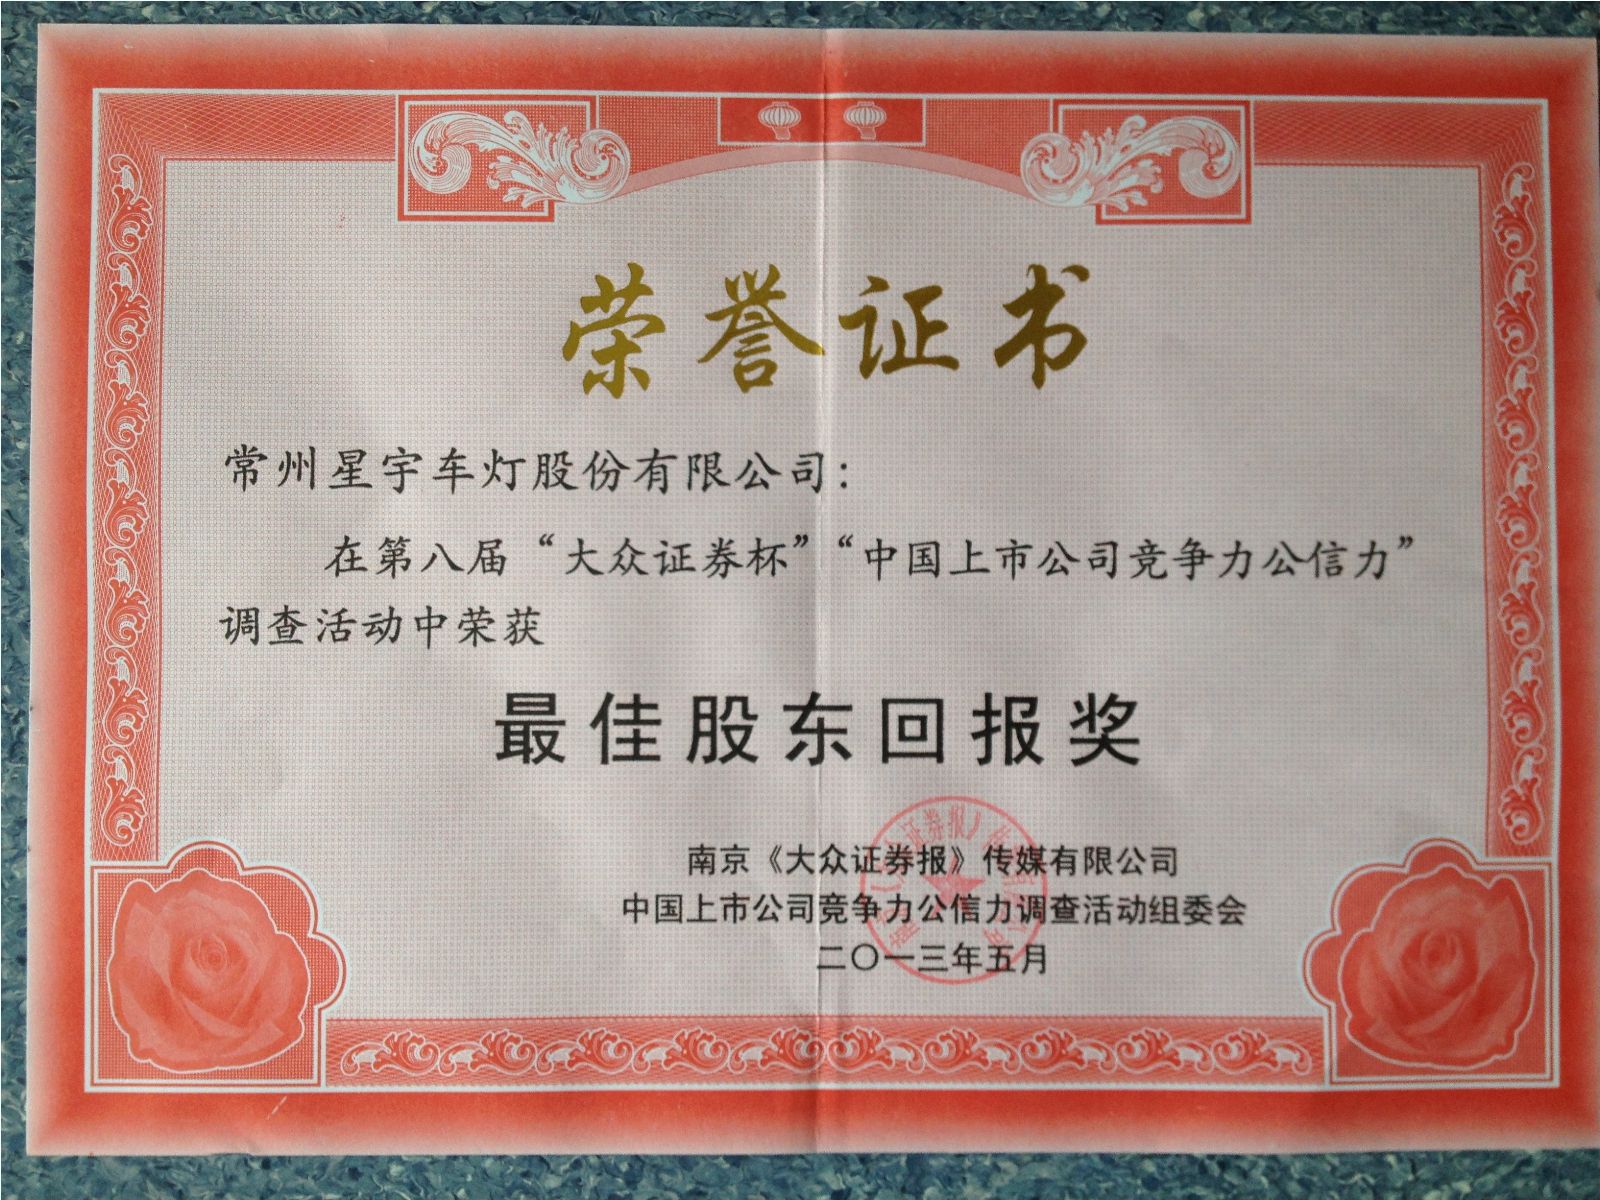 荣誉证书
常州星宇车灯股份有限公司：
在第八届“大众证券杯”“中国上市公司竞争力公信力”
调查活动中荣获
最佳股东回报奖
南京《大众证券报》传媒有限公司
中国上市公司竞争力公信力调查活动组委会
二〇一三年五月